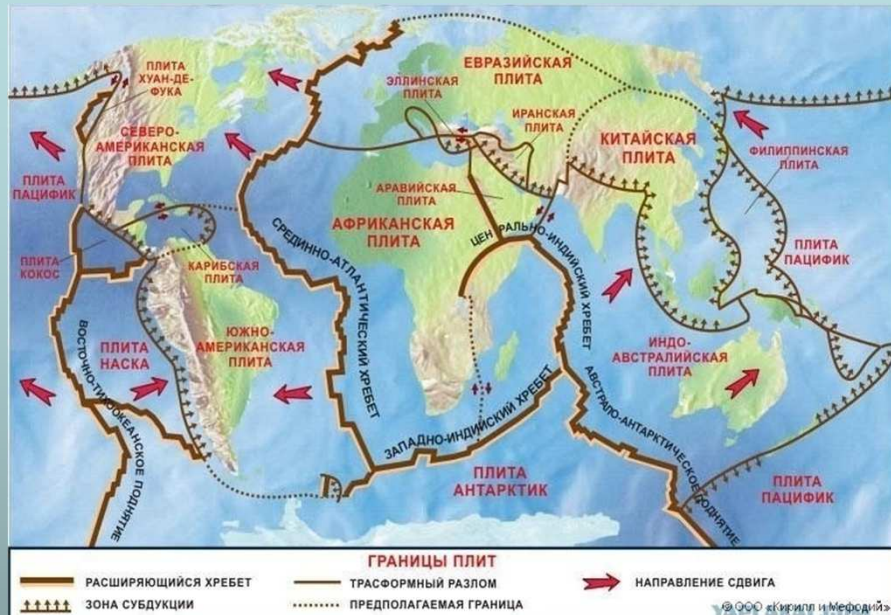 ПЛИТА
ХУАН-ДЕ-
ФУКА
СЕВЕРО-
АМЕРИКАНСКАЯ
ПЛИТА
ПЛИТА
ПАЦИФИК
ПЛИТА-
КОКОС
КАРИБСКАЯ
ПЛИТА
ПЛИТА
НАСКА
ЮЖНО-
АМЕРИКАНСКАЯ
ПЛИТА
ВОСТОЧНО-ТИХООКЕАНСКОЕ ПОДНЯТИЕ
СРЕДИННО-АТЛАНТИЧЕСКИЙ ХРЕБЕТ
ЕВРАЗИЙСКАЯ
ПЛИТА
ЭЛЛИНСКАЯ
ПЛИТА
ИРАНСКАЯ
ПЛИТА
КИТАЙСКАЯ
ПЛИТА
ФИЛИППИНСКАЯ
ПЛИТА
АРАВИЙСКАЯ
ПЛИТА
АФРИКАНСКАЯ
ПЛИТА
ЦЕН РАЛЬНО-ИНДИЙСКИЙ ХРЕБЕТ
ПЛИТА
ПАЦИФИК
ИНДО-
АВСТРАЛИЙСКАЯ
ПЛИТА
ЗАПАДНО-ИНДИЙСКИЙ ХРЕБЕТ
АВСТРАЛО-АНТАРКТИЧЕСКОЕ ПОДНЯТИЕ
ПЛИТА
АНТАРКТИК
ПЛИТА
ПАЦИФИК
ГРАНИЦЫ ПЛИТ
РАСШИРЯЮЩИЙСЯ ХРЕБЕТ
ТРАСФОРМНЫЙ РАЗЛОМ
НАПРАВЛЕНИЕ СДВИГА
ЗОНА СУБДУКЦИИ
ПРЕДПОЛАГАЕМАЯ ГРАНИЦА
© ООО «Кирилл и Мефодий»